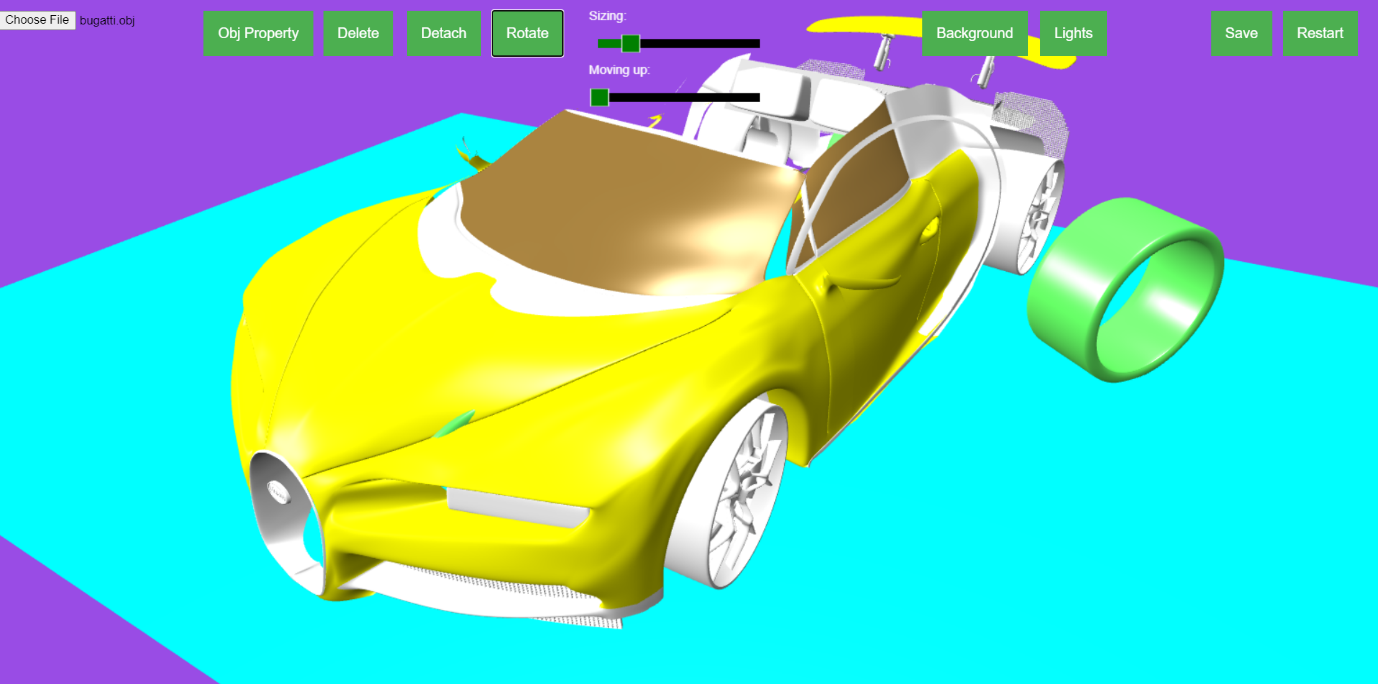 Choose File bugatti.obj
Obj Property
Delete
Detach
Rotate
Sizing:
Moving up:
Background
Lights
Save
Restart